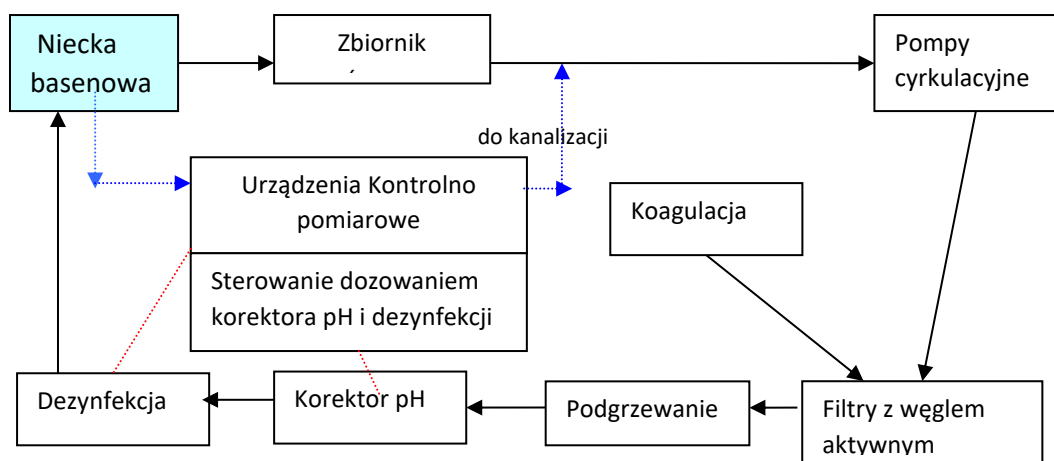 Niecka
basenowa
Zbiornik
Pompy
cyrkulacyjne
do kanalizacji
Urządzenia Kontrolno
pomiarowe
Koagulacja
Sterowanie dozowaniem
korektora pH i dezynfekcji
Dezynfekcja
Korektor pH
Podgrzewanie
Filtry z węglem
aktywnym